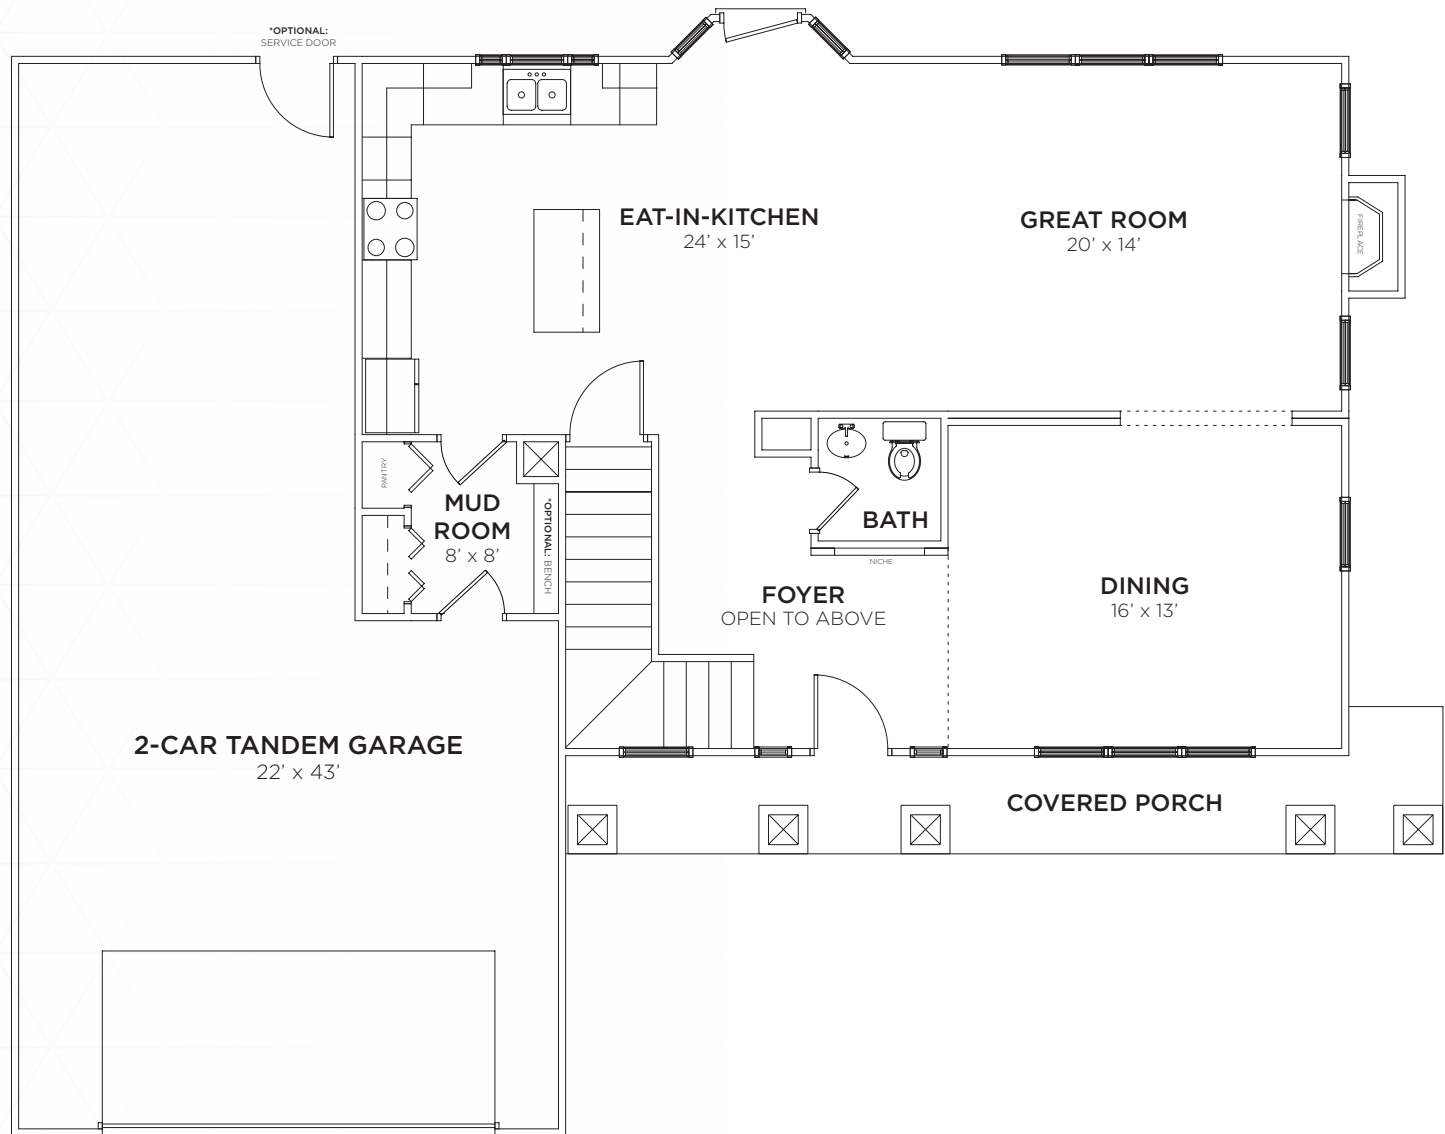 *OPTIONAL:
SERVICE DOOR
EAT-IN-KITCHEN
24' x 15'
GREAT ROOM
20' x 14'
FIREPLACE
PANTRY
MUD
ROOM
8' x 8'
*OPTIONAL: BENCH
BATH
NICHE
FOYER
OPEN TO ABOVE
DINING
16' x 13'
2-CAR TANDEM GARAGE
22' x 43'
COVERED PORCH